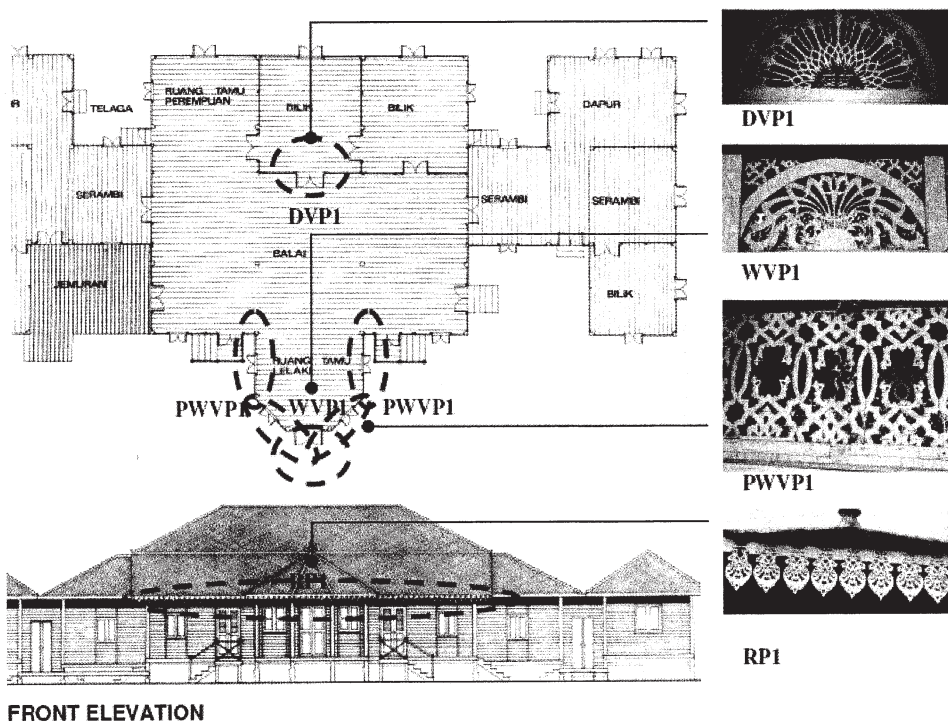 TELAGA
RUANG TAMU
PEREMPUAN
BILIK
BILIK
DAPUR
SERAMBI
SERAMBI
SERAMBI
DVP1
BALAI
JEMURAN
BILIK
RUANG TAMU
LELAKI
PWVP1
WVP1
PWVP1
DVP1
WVP1
PWVP1
RP1
FRONT ELEVATION